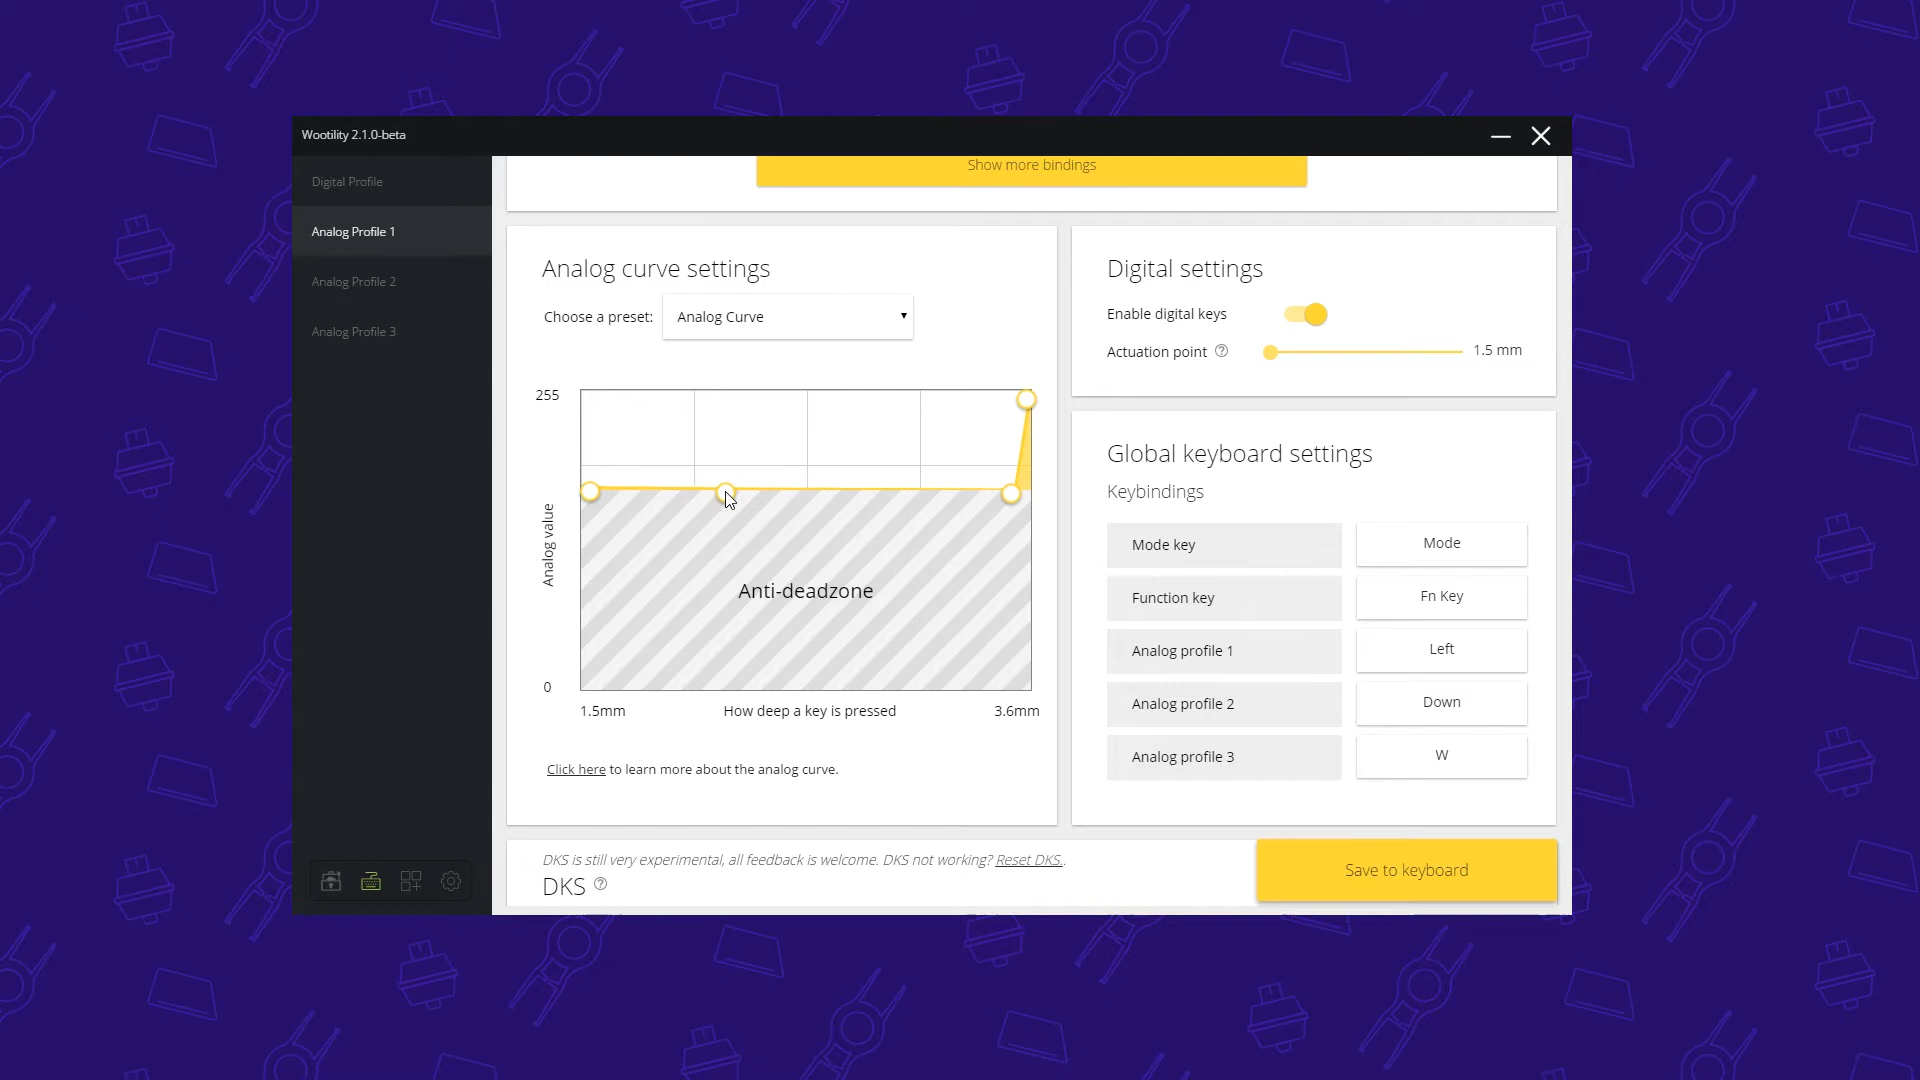 Wootility 2.1.0-beta
Digital Profile
Analog Profile 1
Analog Profile 2
Analog Profile 3
Show more bindings
Analog curve settings
Choose a preset: Analog Curve
255
Analog value
Anti-deadzone
0
1.5mm How deep a key is pressed 3.6mm
Click here to learn more about the analog curve.
Digital settings
Enable digital keys
Actuation point ? 1.5 mm
Global keyboard settings
Keybindings
Mode key Mode
Function key Fn Key
Analog profile 1 Left
Analog profile 2 Down
Analog profile 3 W
DKS is still very experimental, all feedback is welcome. DKS not working? Reset DKS..
DKS ?
Save to keyboard